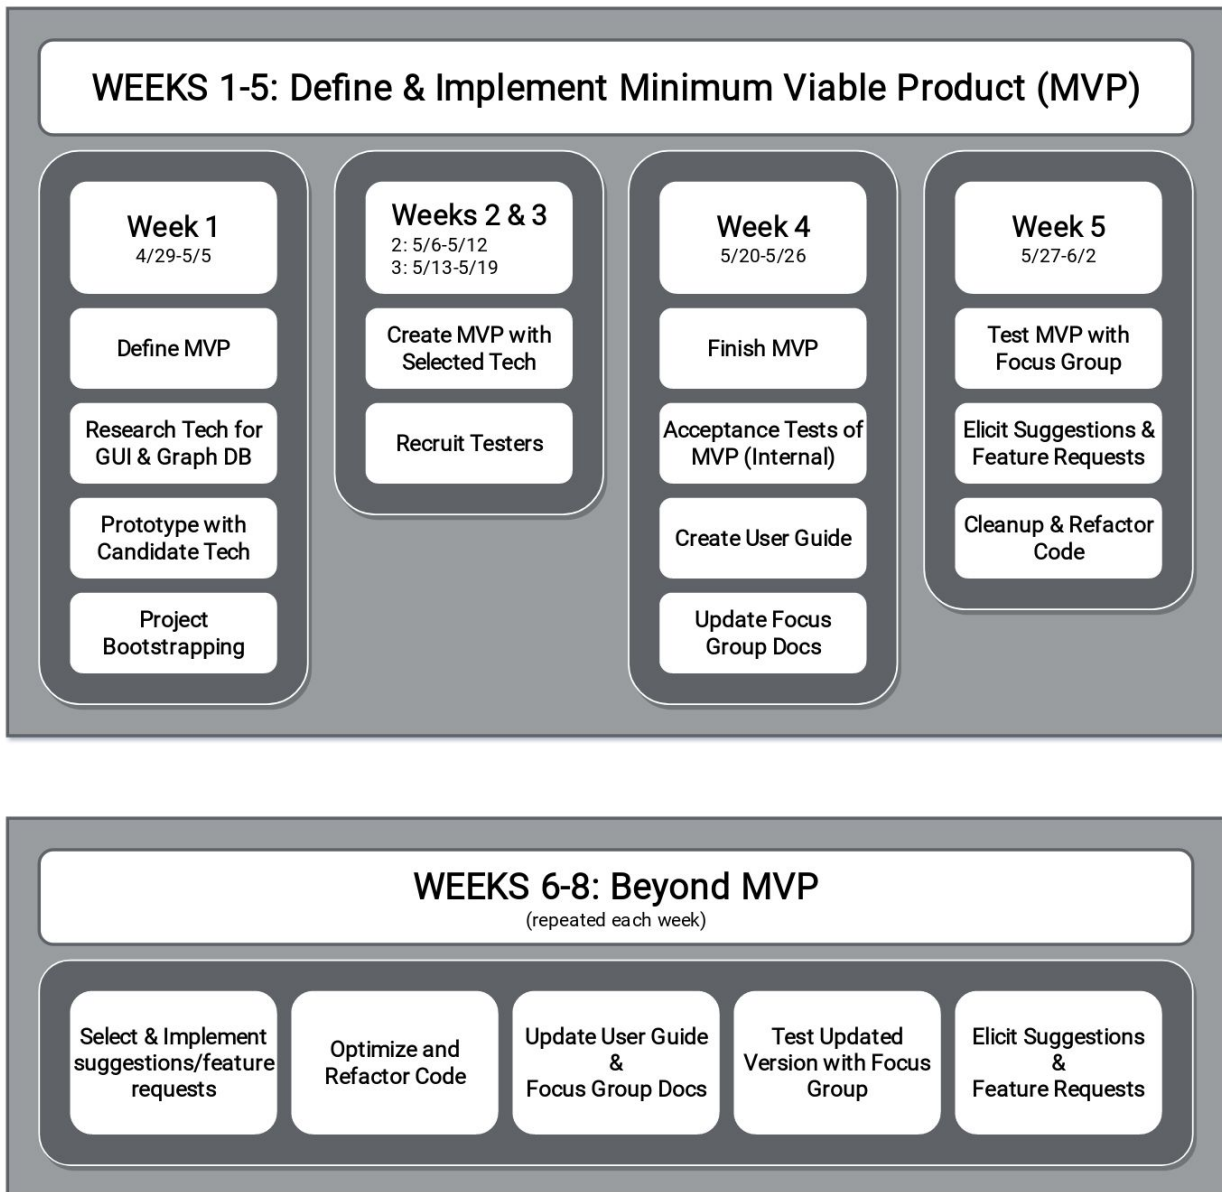 WEEKS 1-5: Define & Implement Minimum Viable Product (MVP)
Week 1
4/29-5/5
Define MVP
Research Tech for
GUI & Graph DB
Prototype with
Candidate Tech
Project
Bootstrapping
Weeks 2 & 3
2: 5/6-5/12
3: 5/13-5/19
Create MVP with
Selected Tech
Recruit Testers
Week 4
5/20-5/26
Finish MVP
Acceptance Tests of
MVP (Internal)
Create User Guide
Update Focus
Group Docs
Week 5
5/27-6/2
Test MVP with
Focus Group
Elicit Suggestions &
Feature Requests
Cleanup & Refactor
Code
WEEKS 6-8: Beyond MVP
(repeated each week)
Select & Implement
suggestions/feature
requests
Optimize and
Refactor Code
Update User Guide
&
Focus Group Docs
Test Updated
Version with Focus
Group
Elicit Suggestions
&
Feature Requests